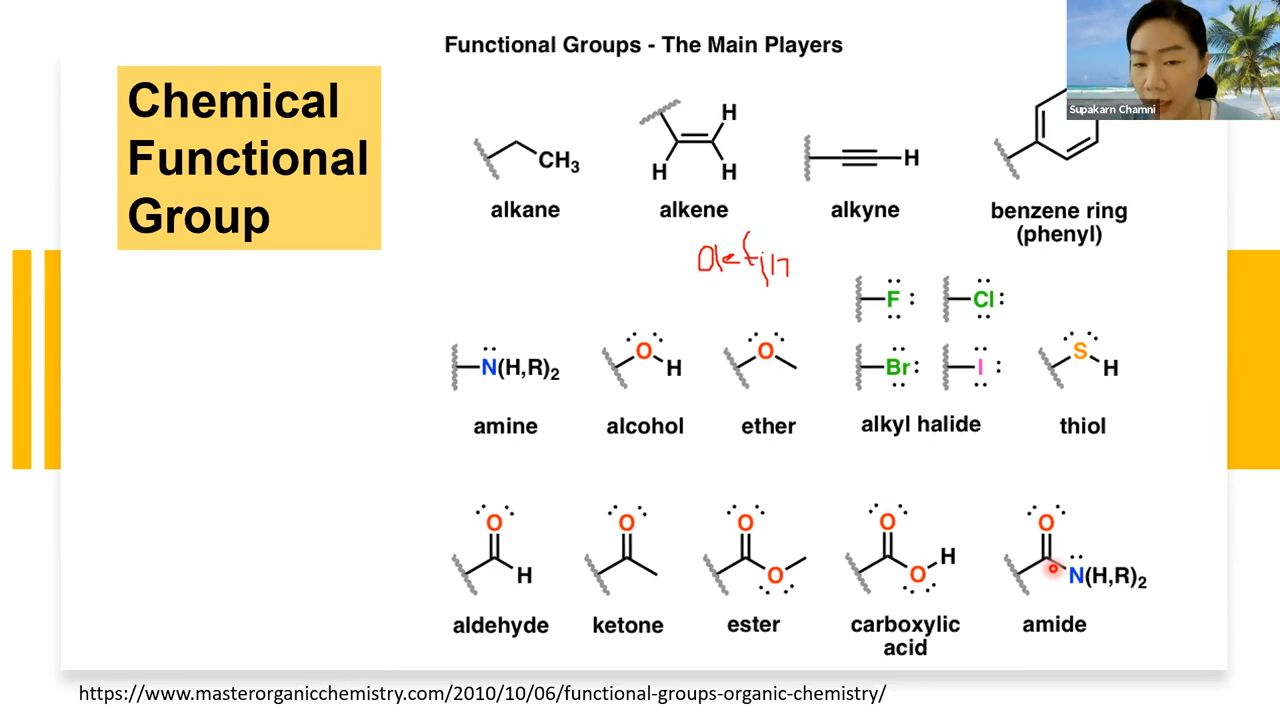 Functional Groups - The Main Players
Supakarn Chamni
Chemical
Functional
Group
H
CH3
H
H
H
alkane
alkene
alkyne
benzene ring
(phenyl)
Olefin
F
Cl
N(H,R)2
O
H
O
Br
I
S
H
amine
alcohol
ether
alkyl halide
thiol
O
H
O
O
O
O
O
H
O
N(H,R)2
aldehyde
ketone
ester
carboxylic
acid
amide
https://www.masterorganicchemistry.com/2010/10/06/functional-groups-organic-chemistry/